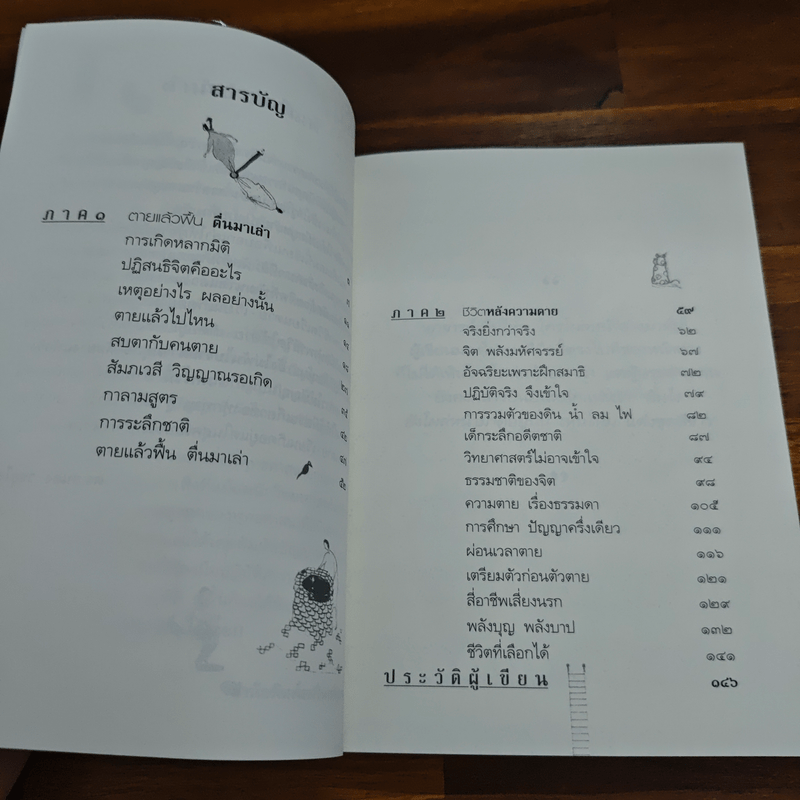 สารบัญ
ภาค๑ ตายแล้วฟื้น ตื่นมาเล่า
การเกิดหลากมิติ
ปฏิสนธิจิตคืออะไร
เหตุอย่างไร ผลอย่างนั้น
ตายแล้วไปไหน
สบตากับคนตาย
สัมภเวสี วิญญาณรอเกิด
กาลามสูตร
การระลึกชาติ
ตายแล้วฟื้น ตื่นมาเล่า
ภาค๒ ชีวิตหลังความตาย ๕๙
จริงยิ่งกว่าจริง ๖๒
จิต พลังมหัศจรรย์ ๖๗
อัจฉริยะเพราะฝึกสมาธิ ๗๒
ปฏิบัติจริง จึงเข้าใจ ๗๙
การรวมตัวของดิน น้ำ ลม ไฟ ๘๒
เด็กระลึกอดีตชาติ ๘๗
วิทยาศาสตร์ไม่อาจเข้าใจ ๙๔
ธรรมชาติของจิต ๙๘
ความตาย เรื่องธรรมดา ๑๐๕
การศึกษา ปัญญาครึ่งเดียว ๑๑๑
ผ่อนเวลาตาย ๑๑๖
เตรียมตัวก่อนตัวตาย ๑๒๑
สี่อาชีพเสี่ยงนรก ๑๒๙
พลังบุญ พลังบาป ๑๓๒
ชีวิตที่เลือกได้ ๑๔๑
ประวัติผู้เขียน ๑๔๖